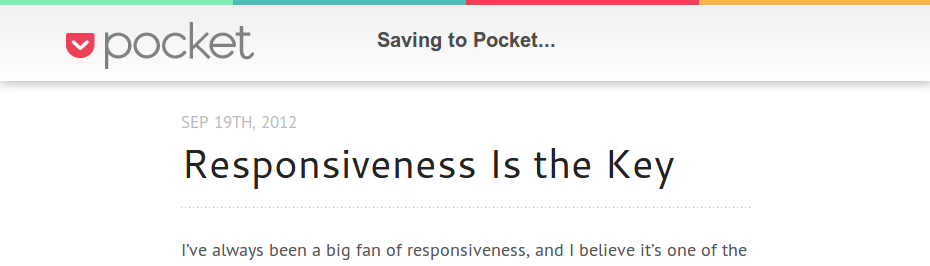 pocket
Saving to Pocket...
SEP 19TH, 2012
Responsiveness Is the Key
I've always been a big fan of responsiveness, and I believe it's one of the